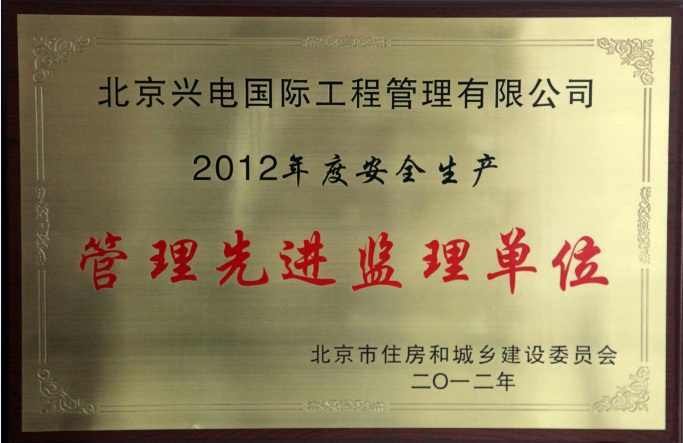 北京兴电国际工程管理有限公司
2012年度安全生产
管理先进监理单位
北京市住房和城乡建设委员会
二〇一二年